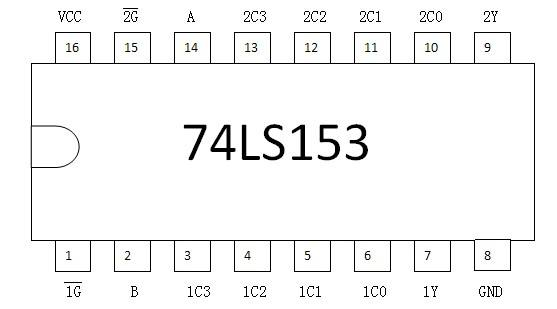 VCC 2G̅ A 2C3 2C2 2C1 2C0 2Y
16 15 14 13 12 11 10 9
74LS153
1 2 3 4 5 6 7 8
1G̅ B 1C3 1C2 1C1 1C0 1Y GND